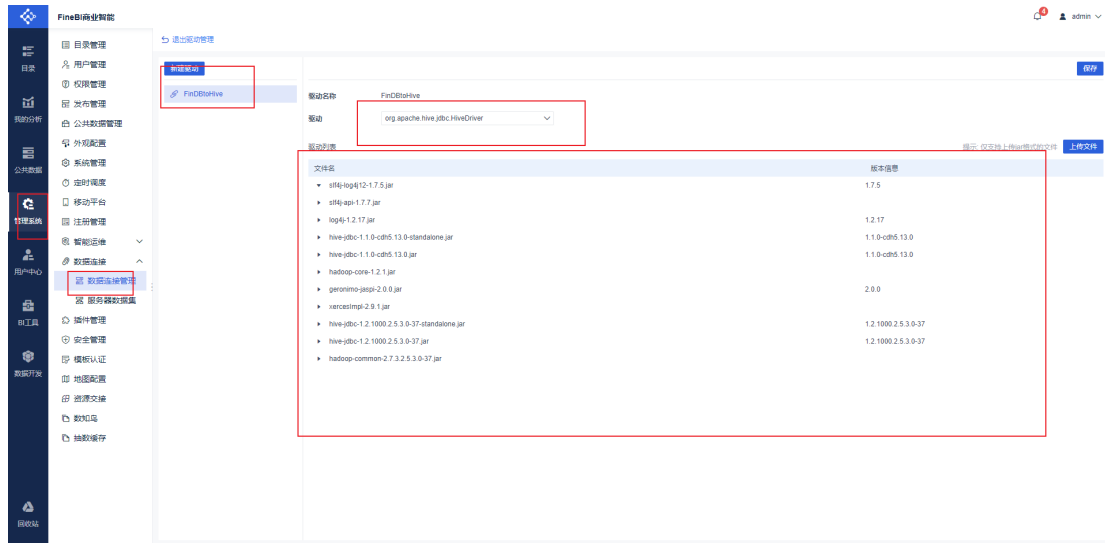 FineBI商业智能
4
admin
目录
我的分析
公共数据
管理系统
用户中心
BI工具
数据开发
回收站
目录管理
用户管理
权限管理
发布管理
公共数据管理
外观配置
系统管理
定时调度
移动平台
注册管理
智能运维
数据连接
数据连接管理
服务器数据集
插件管理
安全管理
模板认证
地图配置
资源交接
数知鸟
抽数缓存
退出驱动管理
新建驱动
保存
FinDBtoHive
驱动名称 FinDBtoHive
驱动 org.apache.hive.jdbc.HiveDriver
驱动列表 提示: 仅支持上传jar格式的文件 上传文件
文件名 版本信息
slf4j-log4j12-1.7.5.jar 1.7.5
slf4j-api-1.7.7.jar
log4j-1.2.17.jar 1.2.17
hive-jdbc-1.1.0-cdh5.13.0-standalone.jar 1.1.0-cdh5.13.0
hive-jdbc-1.1.0-cdh5.13.0.jar 1.1.0-cdh5.13.0
hadoop-core-1.2.1.jar
geronimo-jaspi-2.0.0.jar 2.0.0
xercesImpl-2.9.1.jar
hive-jdbc-1.2.1000.2.5.3.0-37-standalone.jar 1.2.1000.2.5.3.0-37
hive-jdbc-1.2.1000.2.5.3.0-37.jar 1.2.1000.2.5.3.0-37
hadoop-common-2.7.3.2.5.3.0-37.jar